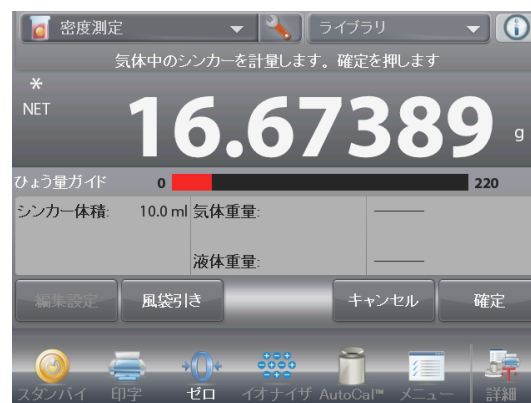 密度測定 ライブラリ
気体中のシンカーを計量します。確定を押します
*
NET 16.67389 g
ひょう量ガイド 0 220
シンカー体積: 10.0 ml 気体重量:
液体重量:
編集設定 風袋引き キャンセル 確定
スタンバイ 印字 ゼロ イオナイザ AutoCal™ メニュー 詳細